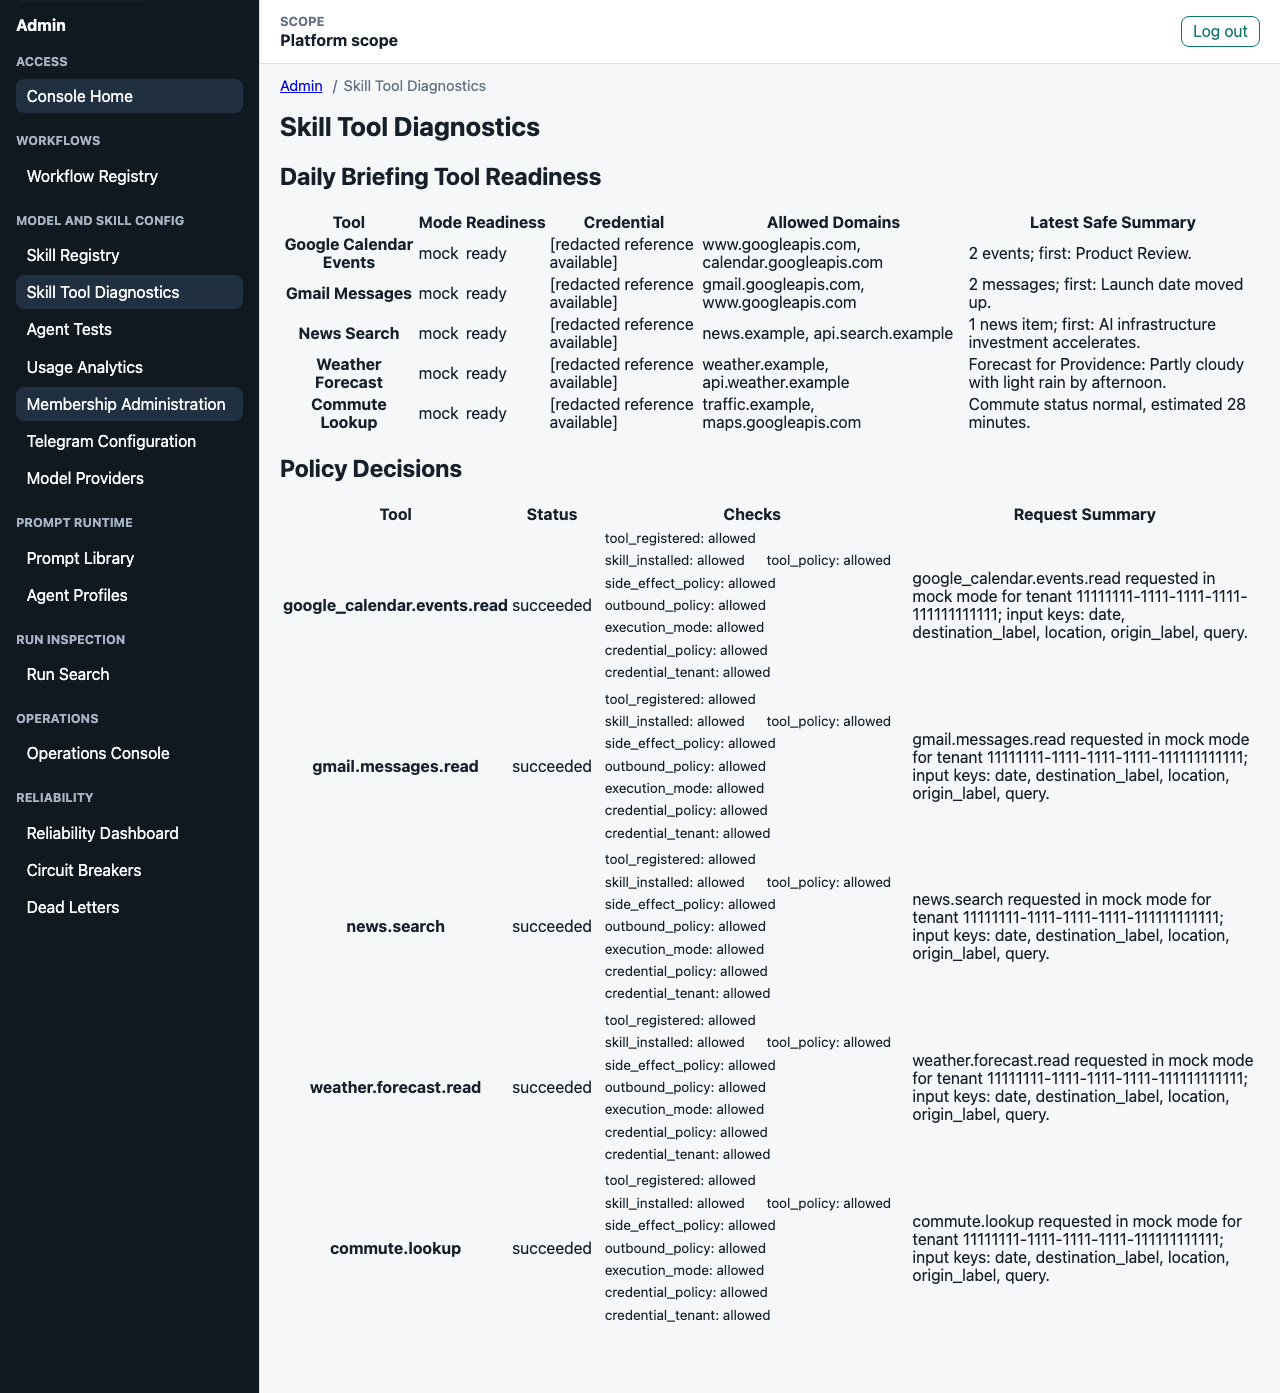 Admin
ACCESS
Console Home
WORKFLOWS
Workflow Registry
MODEL AND SKILL CONFIG
Skill Registry
Skill Tool Diagnostics
Agent Tests
Usage Analytics
Membership Administration
Telegram Configuration
Model Providers
PROMPT RUNTIME
Prompt Library
Agent Profiles
RUN INSPECTION
Run Search
OPERATIONS
Operations Console
RELIABILITY
Reliability Dashboard
Circuit Breakers
Dead Letters
SCOPE
Platform scope
Log out
Admin / Skill Tool Diagnostics
Skill Tool Diagnostics
Daily Briefing Tool Readiness
Tool Mode Readiness Credential Allowed Domains Latest Safe Summary
Google Calendar Events mock ready [redacted reference available] www.googleapis.com, calendar.googleapis.com 2 events; first: Product Review.
Gmail Messages mock ready [redacted reference available] gmail.googleapis.com, www.googleapis.com 2 messages; first: Launch date moved up.
News Search mock ready [redacted reference available] news.example, api.search.example 1 news item; first: AI infrastructure investment accelerates.
Weather Forecast mock ready [redacted reference available] weather.example, api.weather.example Forecast for Providence: Partly cloudy with light rain by afternoon.
Commute Lookup mock ready [redacted reference available] traffic.example, maps.googleapis.com Commute status normal, estimated 28 minutes.
Policy Decisions
Tool Status Checks Request Summary
google_calendar.events.read succeeded
tool_registered: allowed
skill_installed: allowed tool_policy: allowed
side_effect_policy: allowed
outbound_policy: allowed
execution_mode: allowed
credential_policy: allowed
credential_tenant: allowed
google_calendar.events.read requested in
mock mode for tenant 11111111-1111-1111-1111-
111111111111; input keys: date,
destination_label, location, origin_label, query.
gmail.messages.read succeeded
tool_registered: allowed
skill_installed: allowed tool_policy: allowed
side_effect_policy: allowed
outbound_policy: allowed
execution_mode: allowed
credential_policy: allowed
credential_tenant: allowed
gmail.messages.read requested in mock mode
for tenant 11111111-1111-1111-1111-111111111111;
input keys: date, destination_label, location,
origin_label, query.
news.search succeeded
tool_registered: allowed
skill_installed: allowed tool_policy: allowed
side_effect_policy: allowed
outbound_policy: allowed
execution_mode: allowed
credential_policy: allowed
credential_tenant: allowed
news.search requested in mock mode for
tenant 11111111-1111-1111-1111-111111111111;
input keys: date, destination_label, location,
origin_label, query.
weather.forecast.read succeeded
tool_registered: allowed
skill_installed: allowed tool_policy: allowed
side_effect_policy: allowed
outbound_policy: allowed
execution_mode: allowed
credential_policy: allowed
credential_tenant: allowed
weather.forecast.read requested in mock mode
for tenant 11111111-1111-1111-1111-111111111111;
input keys: date, destination_label, location,
origin_label, query.
commute.lookup succeeded
tool_registered: allowed
skill_installed: allowed tool_policy: allowed
side_effect_policy: allowed
outbound_policy: allowed
execution_mode: allowed
credential_policy: allowed
credential_tenant: allowed
commute.lookup requested in mock mode for
tenant 11111111-1111-1111-1111-111111111111;
input keys: date, destination_label, location,
origin_label, query.